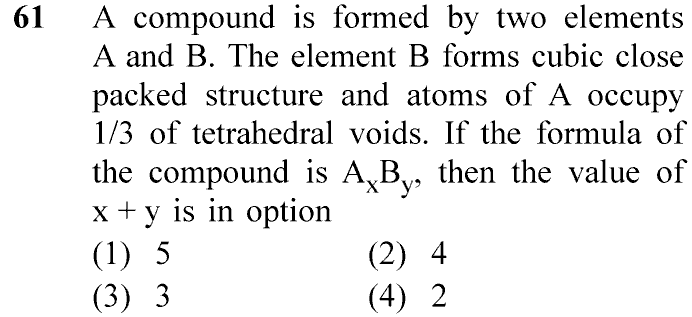 61 A compound is formed by two elements
A and B. The element B forms cubic close
packed structure and atoms of A occupy
1/3 of tetrahedral voids. If the formula of
the compound is AₓBᵧ, then the value of
x + y is in option
(1) 5 (2) 4
(3) 3 (4) 2